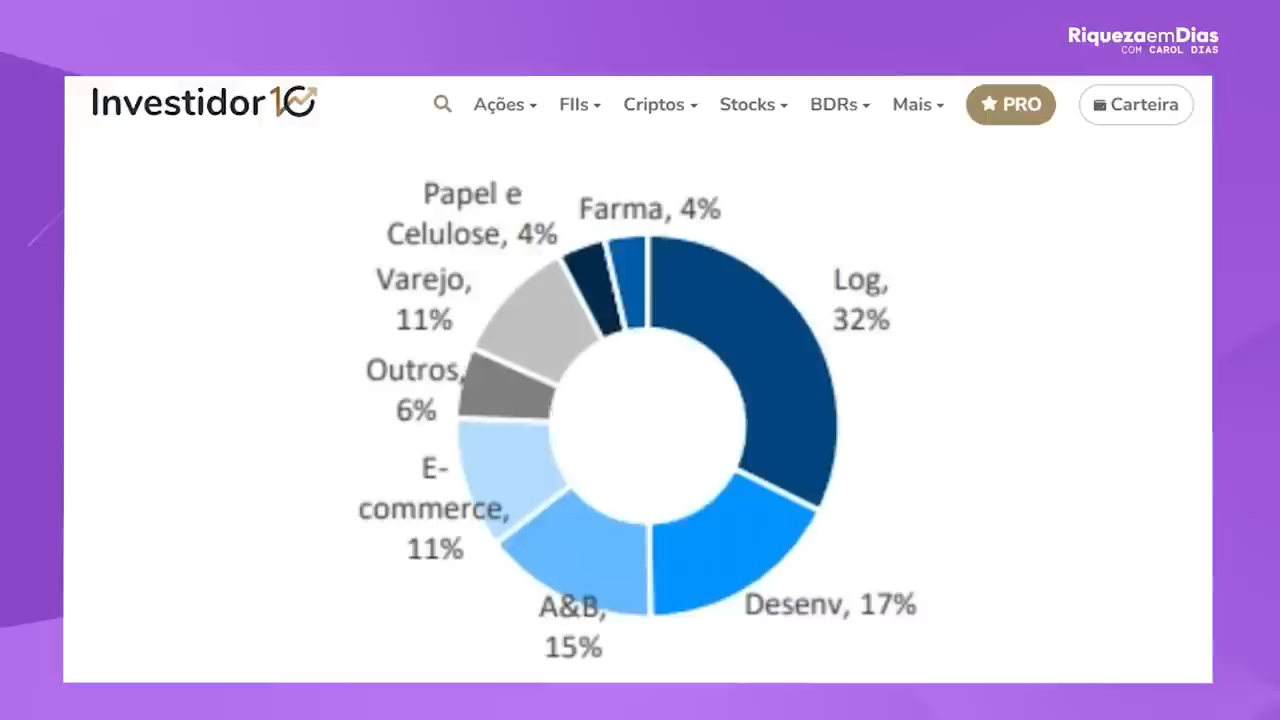 RiquezaemDias
COM CAROL DIAS
Investidor10
Ações
FIIs
Criptos
Stocks
BDRs
Mais
PRO
Carteira
Papel e
Celulose, 4%
Farma, 4%
Varejo,
11%
Log,
32%
Outros,
6%
E-
commerce,
11%
A&B,
15%
Desenv, 17%